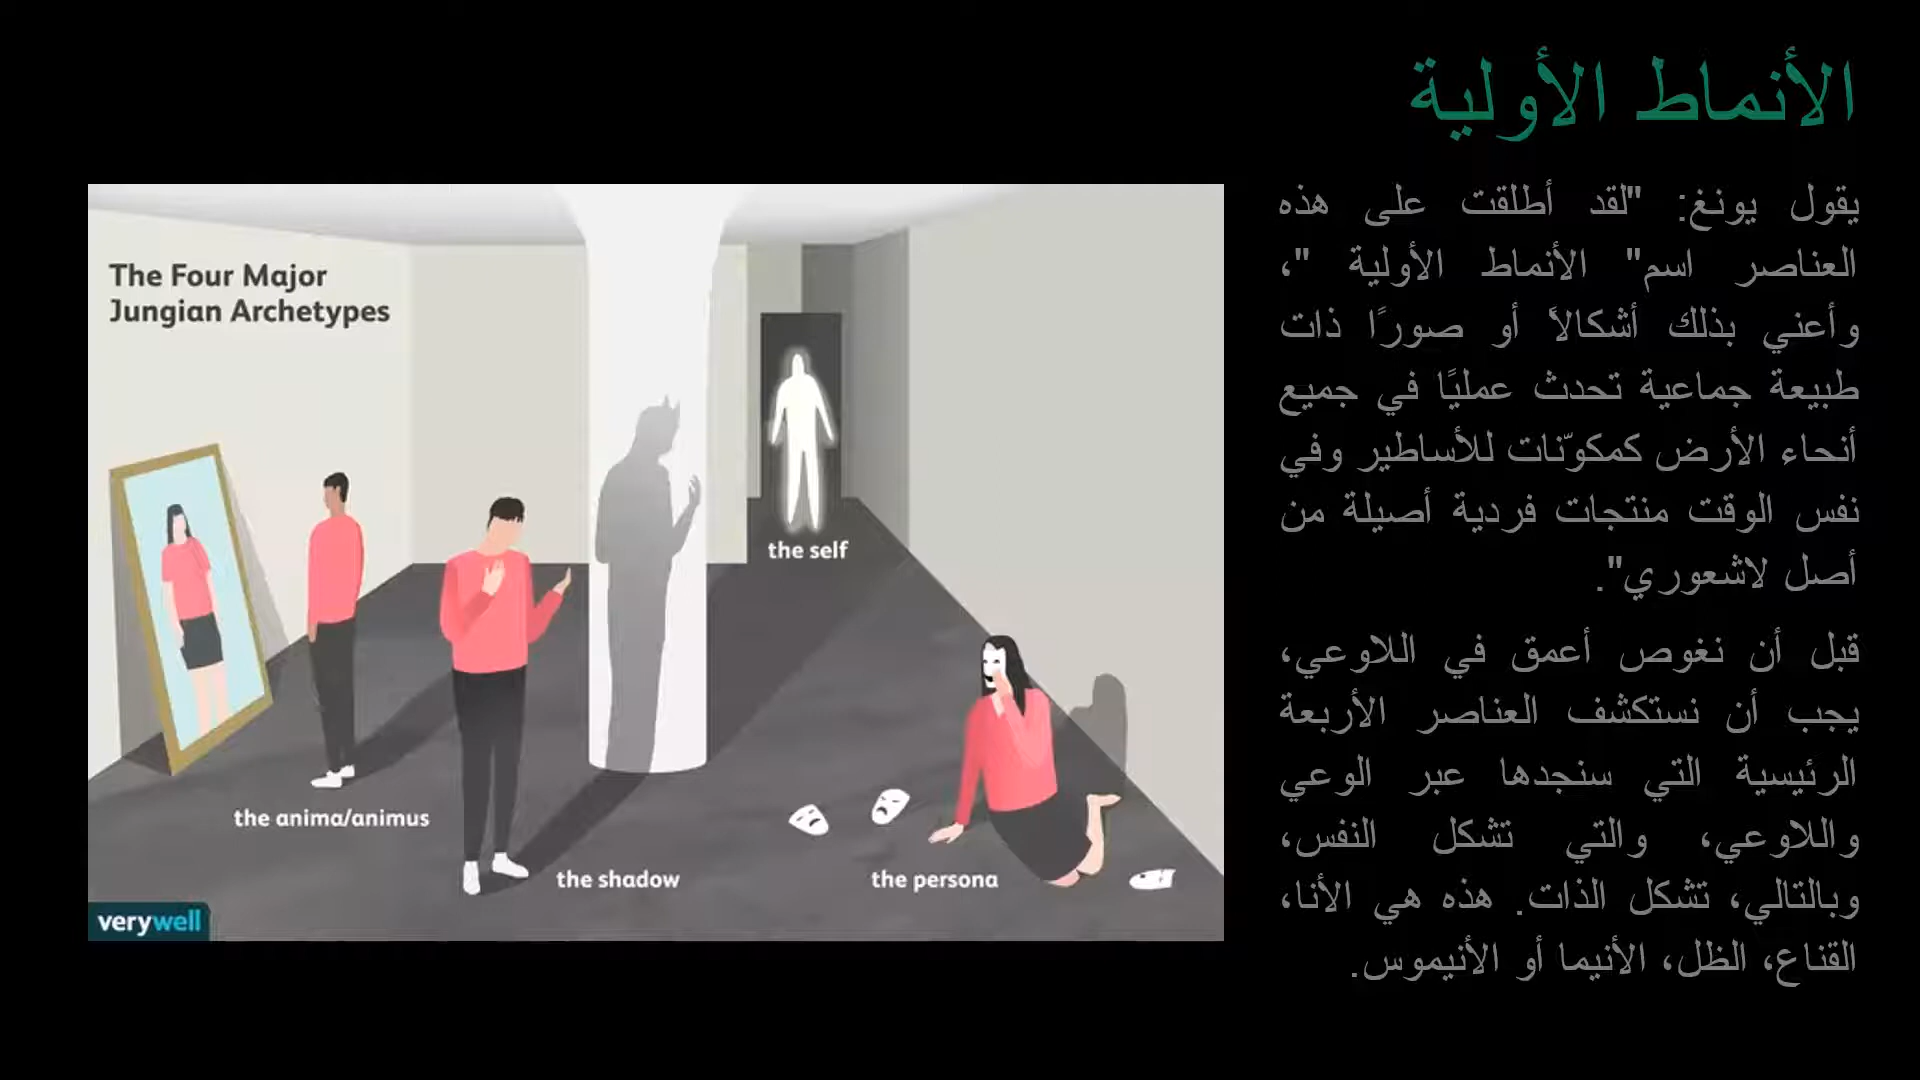 الأنماط الأولية
يقول يونغ: "لقد أطلقت على هذه
العناصر اسم" الأنماط الأولية "،
وأعني بذلك أشكالاً أو صورًا ذات
طبيعة جماعية تحدث عمليًا في جميع
أنحاء الأرض كمكوّنات للأساطير وفي
نفس الوقت منتجات فردية أصيلة من
أصل لاشعوري".
قبل أن نغوص أعمق في اللاوعي،
يجب أن نستكشف العناصر الأربعة
الرئيسية التي سنجدها عبر الوعي
واللاوعي، والتي تشكل النفس،
وبالتالي، تشكل الذات. هذه هي الأنا،
القناع، الظل، الأنيما أو الأنيموس.
The Four Major
Jungian Archetypes
the self
the anima/animus
the shadow
the persona
verywell